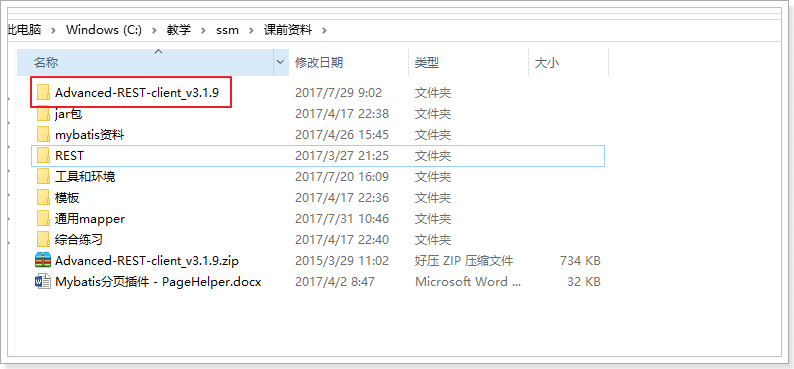 此电脑 > Windows (C:) > 教学 > ssm > 课前资料 >
名称 修改日期 类型 大小
Advanced-REST-client_v3.1.9 2017/7/29 9:02 文件夹
jar包 2017/4/17 22:38 文件夹
mybatis资料 2017/4/26 15:45 文件夹
REST 2017/3/27 21:25 文件夹
工具和环境 2017/7/20 16:09 文件夹
模板 2017/4/17 22:36 文件夹
通用mapper 2017/7/31 10:46 文件夹
综合练习 2017/4/17 22:40 文件夹
Advanced-REST-client_v3.1.9.zip 2015/3/29 11:02 好压 ZIP 压缩文件 734 KB
Mybatis分页插件 - PageHelper.docx 2017/4/2 8:47 Microsoft Word ... 32 KB